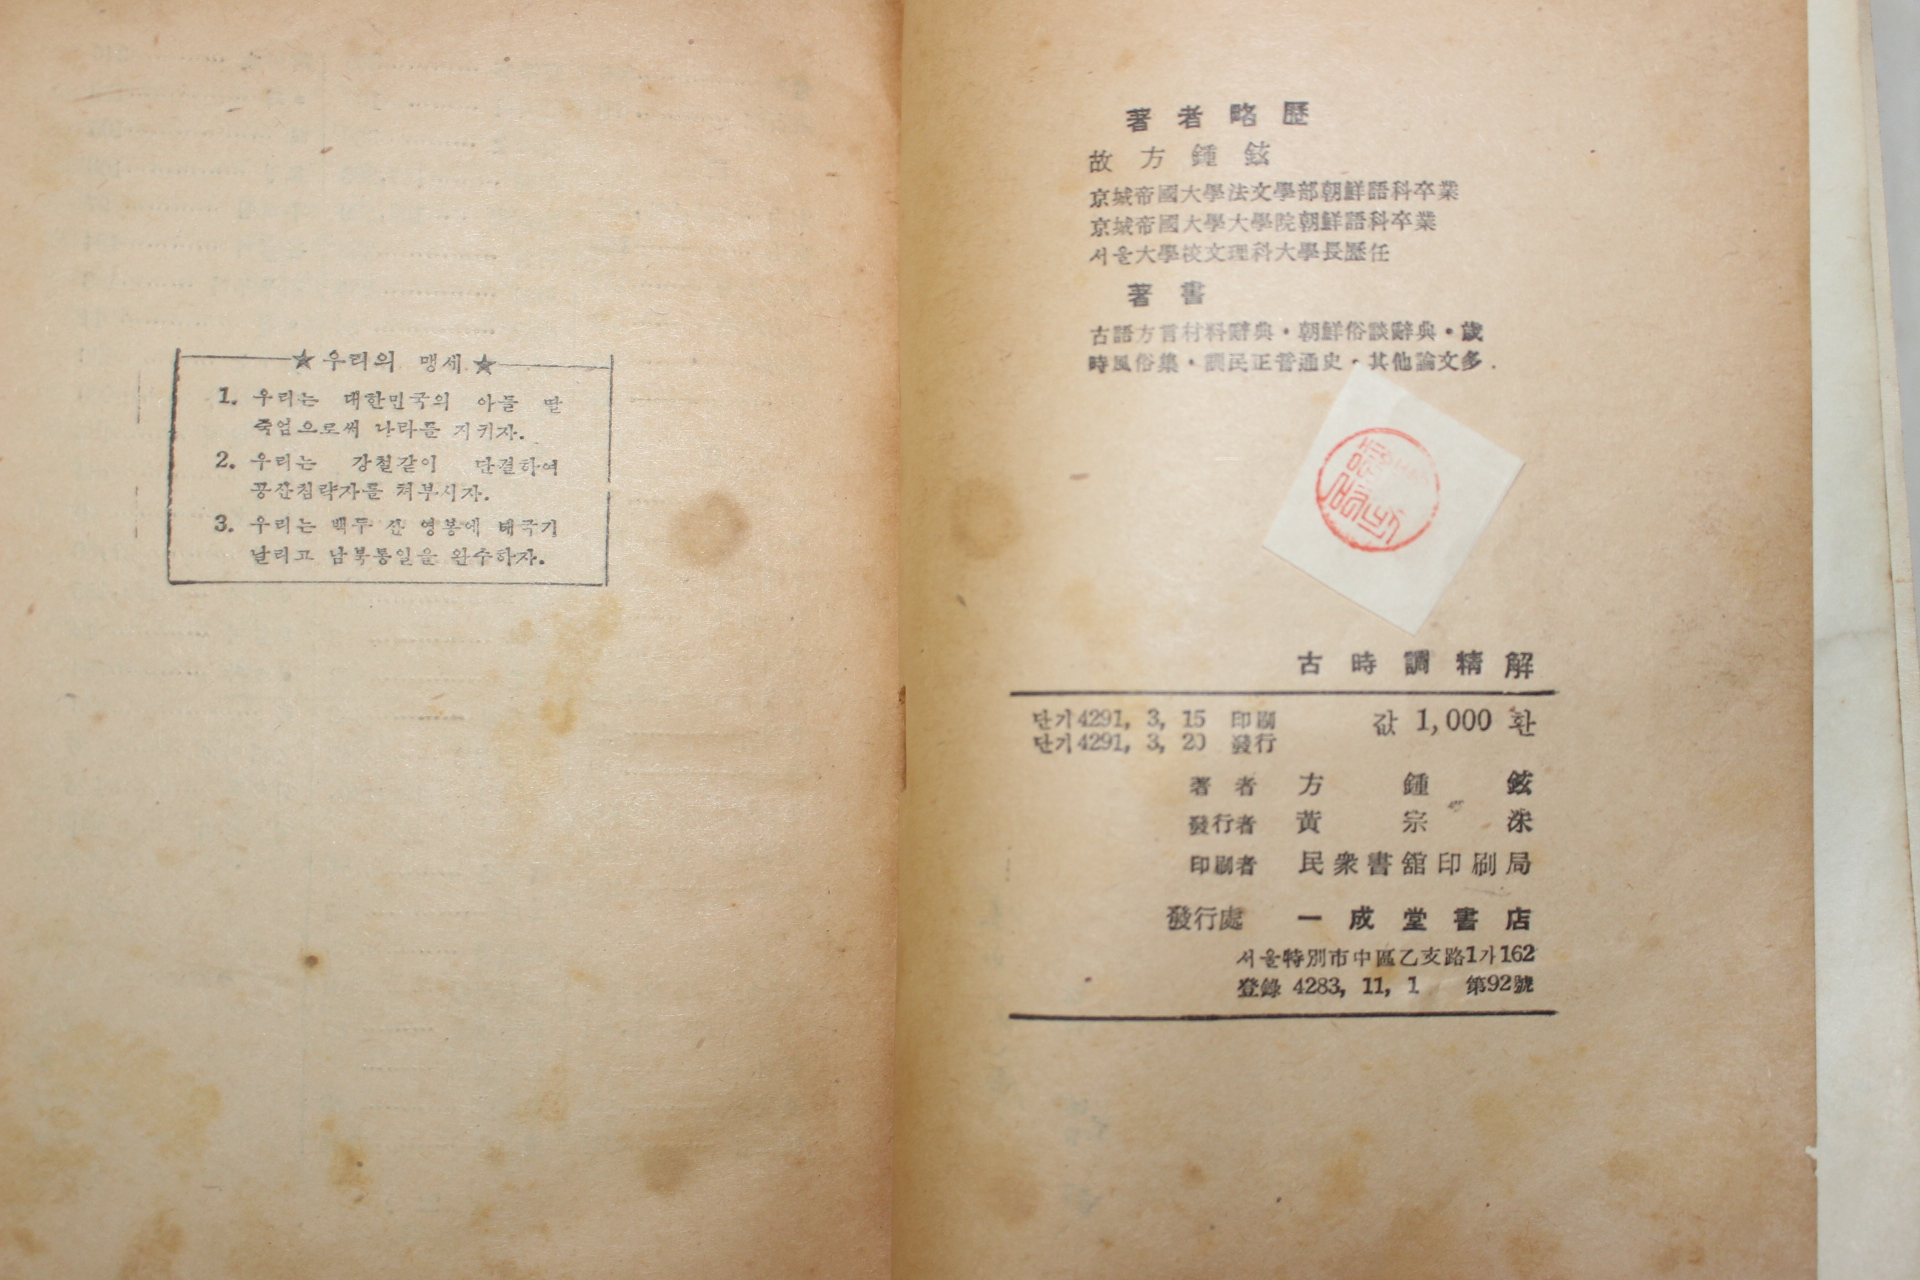 ★우리의 맹세★
1. 우리는 대한민국의 아들 딸
죽엄으로써 나라를 지키자.
2. 우리는 강철같이 단결하여
공산침략자를 쳐부시자.
3. 우리는 백두 산 영봉에 태극기
날리고 남북통일을 완수하자.
著者略歷
故 方鍾鉉
京城帝國大學法文學部朝鮮語科卒業
京城帝國大學大學院朝鮮語科卒業
서울大學校文理科大學長歷任
著書
古語方言材料辭典・朝鮮俗談辭典・歲
時風俗集・訓民正音通史・其他論文多.
古時調精解
단기4291, 3, 15 印刷
단기4291, 3, 20 發行
값 1,000 환
著者 方鍾鉉
發行者 黃宗洙
印刷者 民衆書舘印刷局
發行處 一成堂書店
서울特別市中區乙支路1가162
登錄 4283, 11, 1 第92號